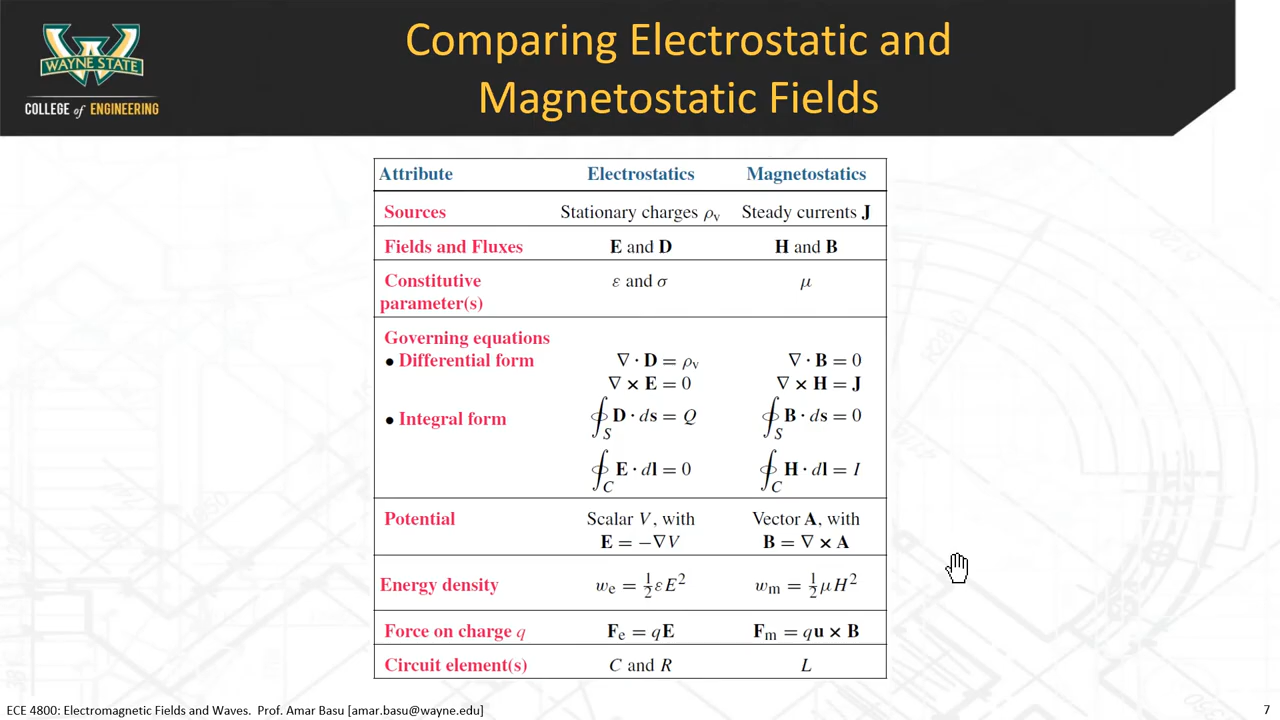 WAYNE STATE
COLLEGE of ENGINEERING
Comparing Electrostatic and
Magnetostatic Fields
Attribute Electrostatics Magnetostatics
Sources Stationary charges ρv Steady currents J
Fields and Fluxes E and D H and B
Constitutive ε and σ μ
parameter(s)
Governing equations
• Differential form ∇ · D = ρv ∇ · B = 0
∇ × E = 0 ∇ × H = J
• Integral form ∮S D · ds = Q ∮S B · ds = 0
∮C E · dl = 0 ∮C H · dl = I
Potential Scalar V, with Vector A, with
E = −∇V B = ∇ × A
Energy density we = ½εE² wm = ½μH²
Force on charge q Fe = qE Fm = qu × B
Circuit element(s) C and R L
ECE 4800: Electromagnetic Fields and Waves. Prof. Amar Basu [amar.basu@wayne.edu] 7